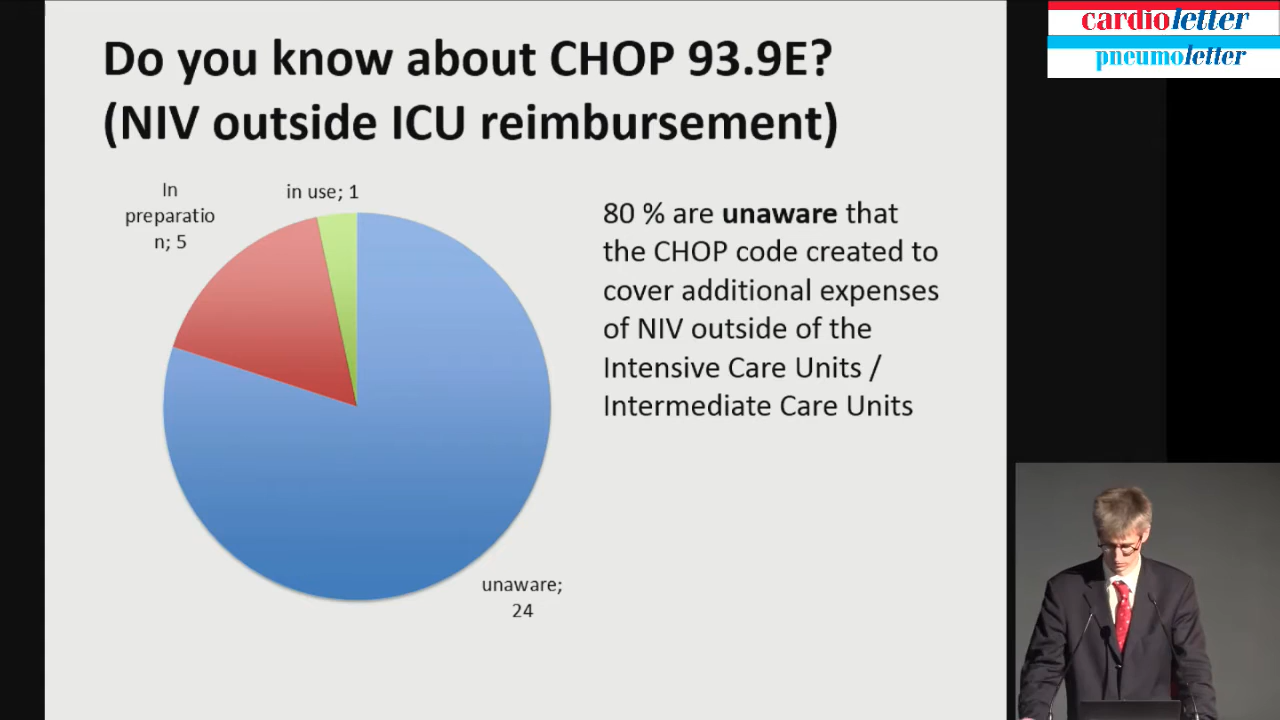 Do you know about CHOP 93.9E?
(NIV outside ICU reimbursement)
In
preparatio
n; 5
in use; 1
unaware;
24
80 % are unaware that
the CHOP code created to
cover additional expenses
of NIV outside of the
Intensive Care Units /
Intermediate Care Units
cardioletter
pneumoletter